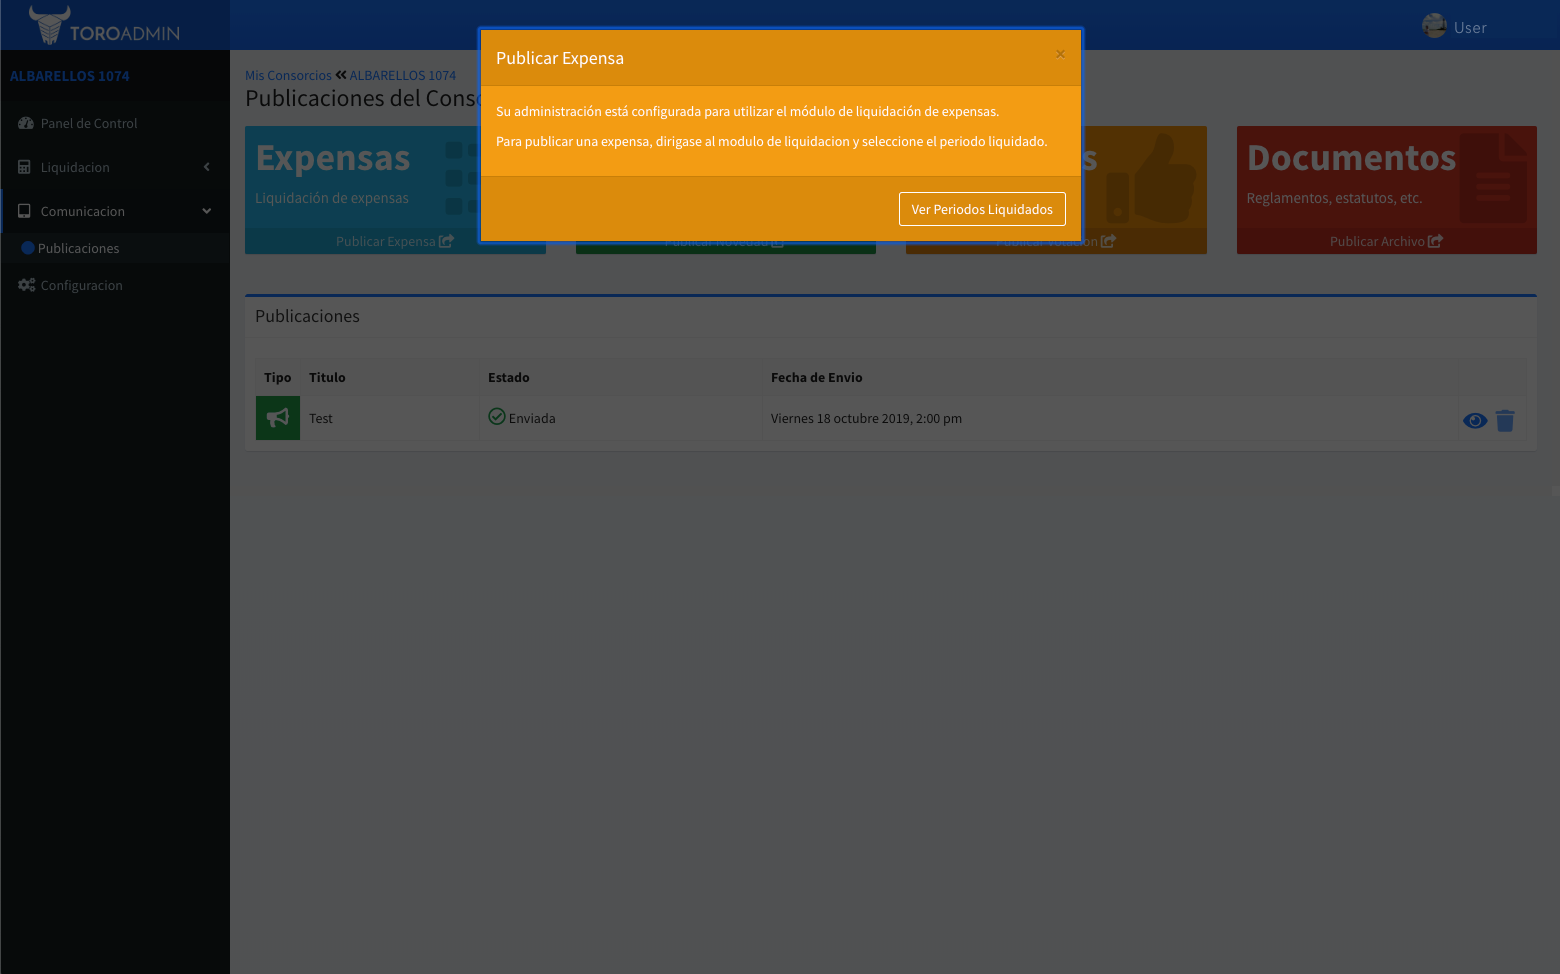 TOROADMIN
User
ALBARELLOS 1074
Panel de Control
Liquidacion
Comunicacion
Publicaciones
Configuracion
Mis Consorcios ALBARELLOS 1074
Publicaciones del Conso
Publicar Expensa
×
Su administración está configurada para utilizar el módulo de liquidación de expensas.
Para publicar una expensa, dirigase al modulo de liquidacion y seleccione el periodo liquidado.
Ver Periodos Liquidados
Expensas
Liquidación de expensas
Publicar Expensa
Publicar Novedad
s
Publicar Votacion
Documentos
Reglamentos, estatutos, etc.
Publicar Archivo
Publicaciones
Tipo Titulo Estado Fecha de Envio
Test Enviada Viernes 18 octubre 2019, 2:00 pm